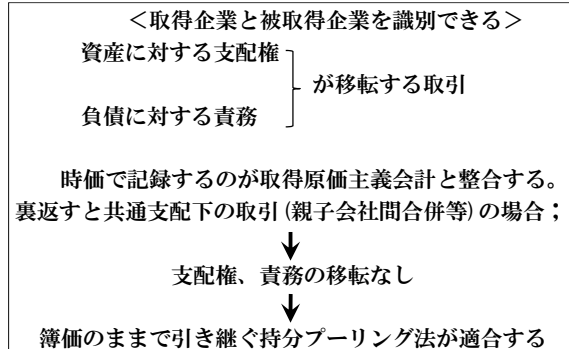 ＜取得企業と被取得企業を識別できる＞
資産に対する支配権
が移転する取引
負債に対する責務
時価で記録するのが取得原価主義会計と整合する。
裏返すと共通支配下の取引(親子会社間合併等)の場合；
支配権、責務の移転なし
簿価のままで引き継ぐ持分プーリング法が適合する